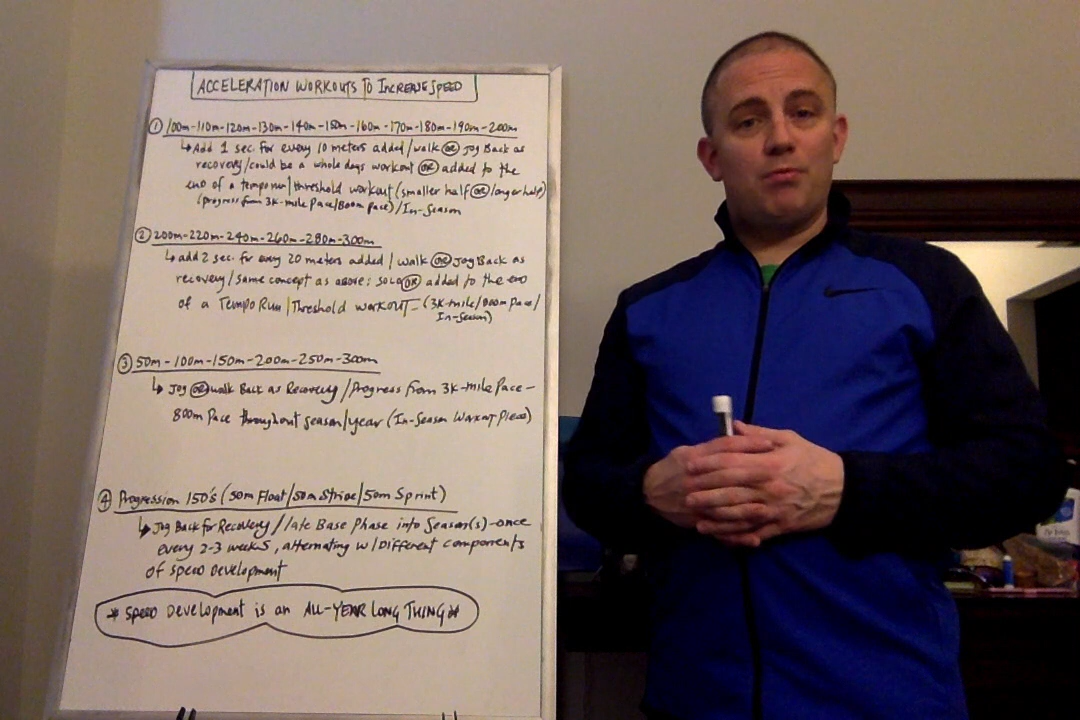 ACCELERATION WORKOUTS TO INCREASE SPEED
① 100m-110m-120m-130m-140m-150m-160m-170m-180m-190m-200m
↳ Add 1 sec. for every 10 meters added/walk OR Jog Back as
recovery/could be a whole days workout OR added to the
end of a tempo run/threshold workout (smaller half OR longer half)
(progress from 3K-mile Pace/800m pace)/In-Season
② 200m-220m-240m-260m-280m-300m
↳ add 2 sec. for every 20 meters added/walk OR Jog Back as
recovery/same concept as above: solo OR added to the end
of a Tempo Run/Threshold workout-(3K-mile/800m Pace/
In-Season)
③ 50m-100m-150m-200m-250m-300m
↳ Jog OR walk Back as Recovery/Progress from 3K-mile Pace-
800m Pace throughout season/year (In-Season Workout Piece)
④ Progression 150's (50m Float/50m Stride/50m Sprint)
↳ Jog Back for Recovery/late Base Phase into Season(s)-once
every 2-3 weeks, alternating w/Different components
of speed Development
* SPEED DEVELOPMENT is an ALL-YEAR LONG THING *